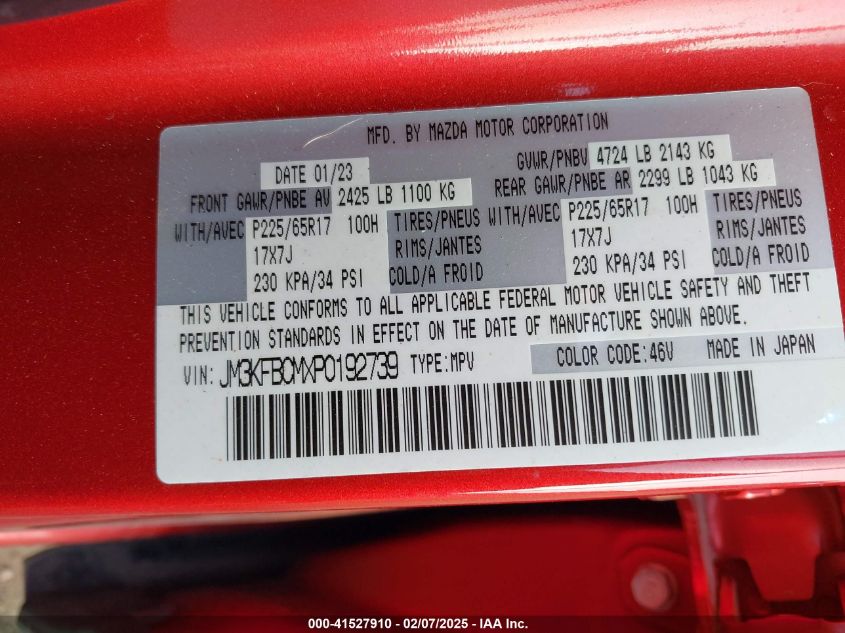 MFD. BY MAZDA MOTOR CORPORATION
DATE 01/23 GVWR/PNBV 4724 LB 2143 KG
FRONT GAWR/PNBE AV 2425 LB 1100 KG REAR GAWR/PNBE AR 2299 LB 1043 KG
WITH/AVEC P225/65R17 100H TIRES/PNEUS WITH/AVEC P225/65R17 100H TIRES/PNEUS
17X7J RIMS/JANTES 17X7J RIMS/JANTES
230 KPA/34 PSI COLD/A FROID 230 KPA/34 PSI COLD/A FROID
THIS VEHICLE CONFORMS TO ALL APPLICABLE FEDERAL MOTOR VEHICLE SAFETY AND THEFT
PREVENTION STANDARDS IN EFFECT ON THE DATE OF MANUFACTURE SHOWN ABOVE.
VIN: JM3KFBCMXP0192739 TYPE:MPV COLOR CODE:46V MADE IN JAPAN
000-41527910 - 02/07/2025 - IAA Inc.